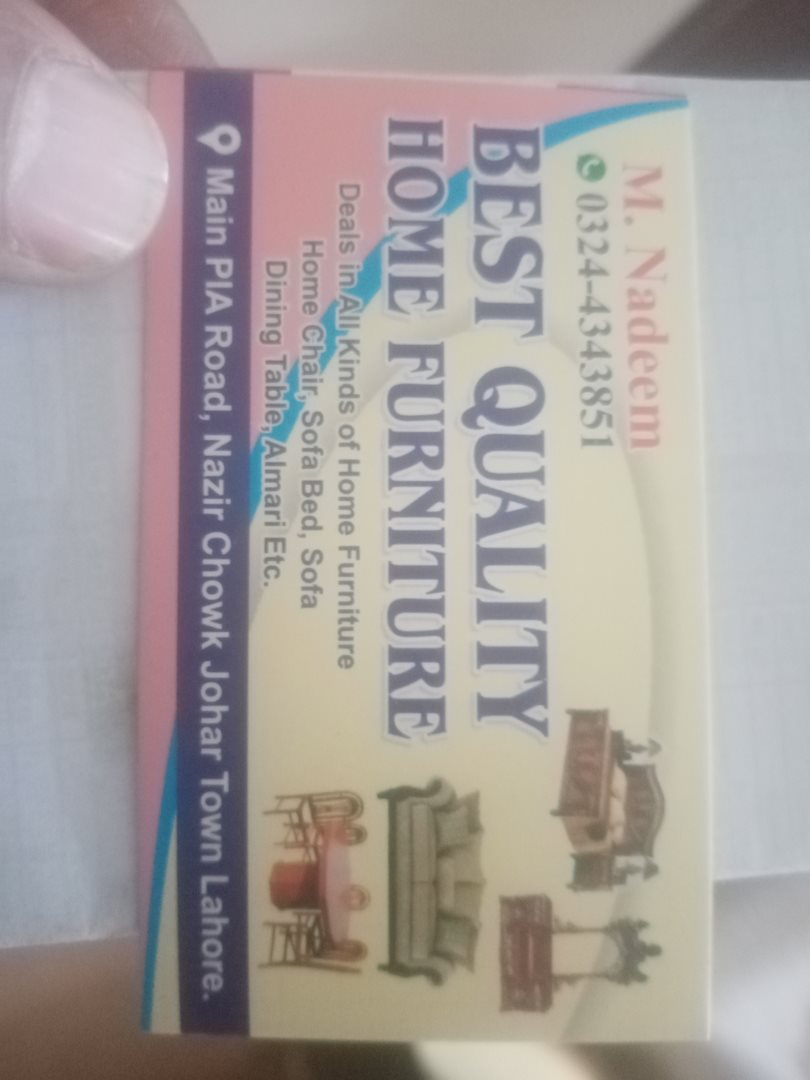 M. Nadeem
0324-4343851
BEST QUALITY
HOME FURNITURE
Deals in All Kinds of Home Furniture
Home Chair, Sofa Bed, Sofa
Dining Table, Almari Etc.
Main PIA Road, Nazir Chowk Johar Town Lahore.